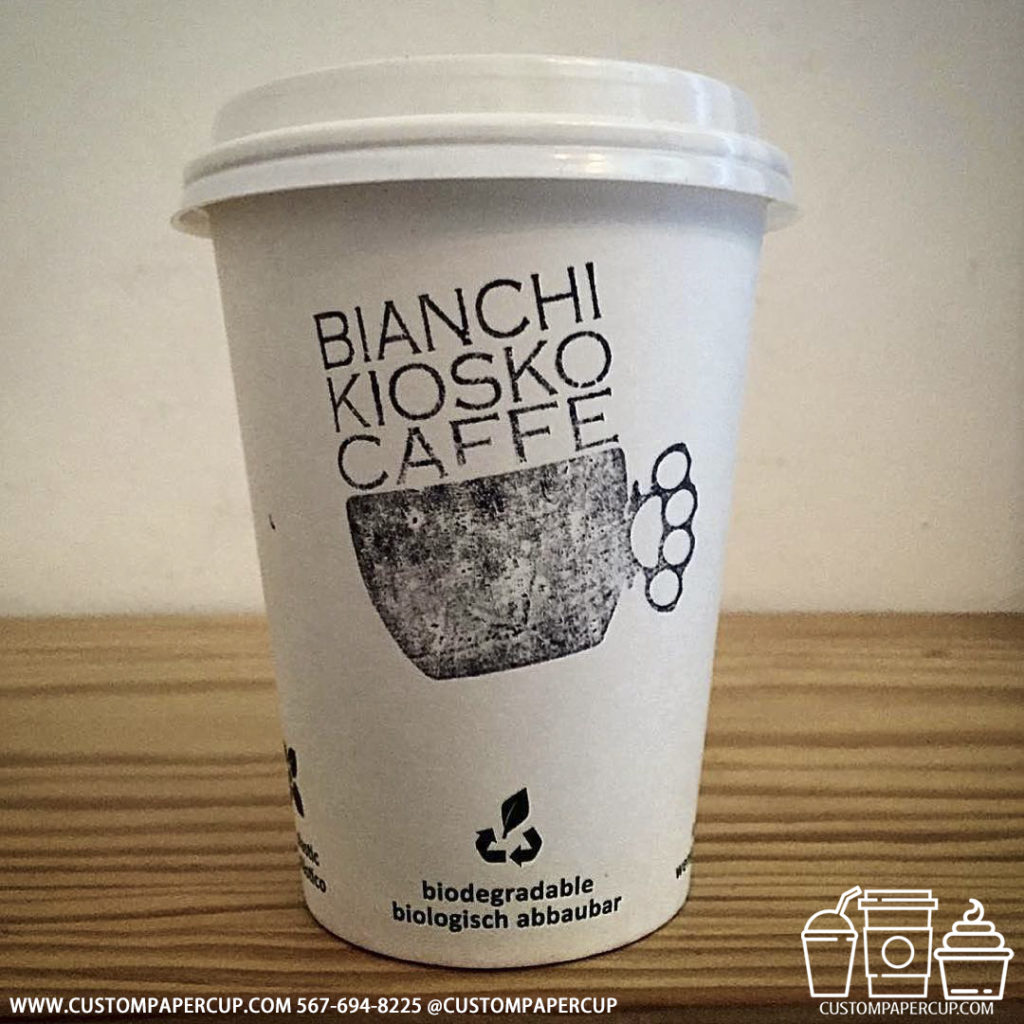 BIANCHI
KIOSKO
CAFFE
biodegradable
biologisch abbaubar
WWW.CUSTOMPAPERCUP.COM 567-694-8225 @CUSTOMPAPERCUP
CUSTOMPAPERCUP.COM